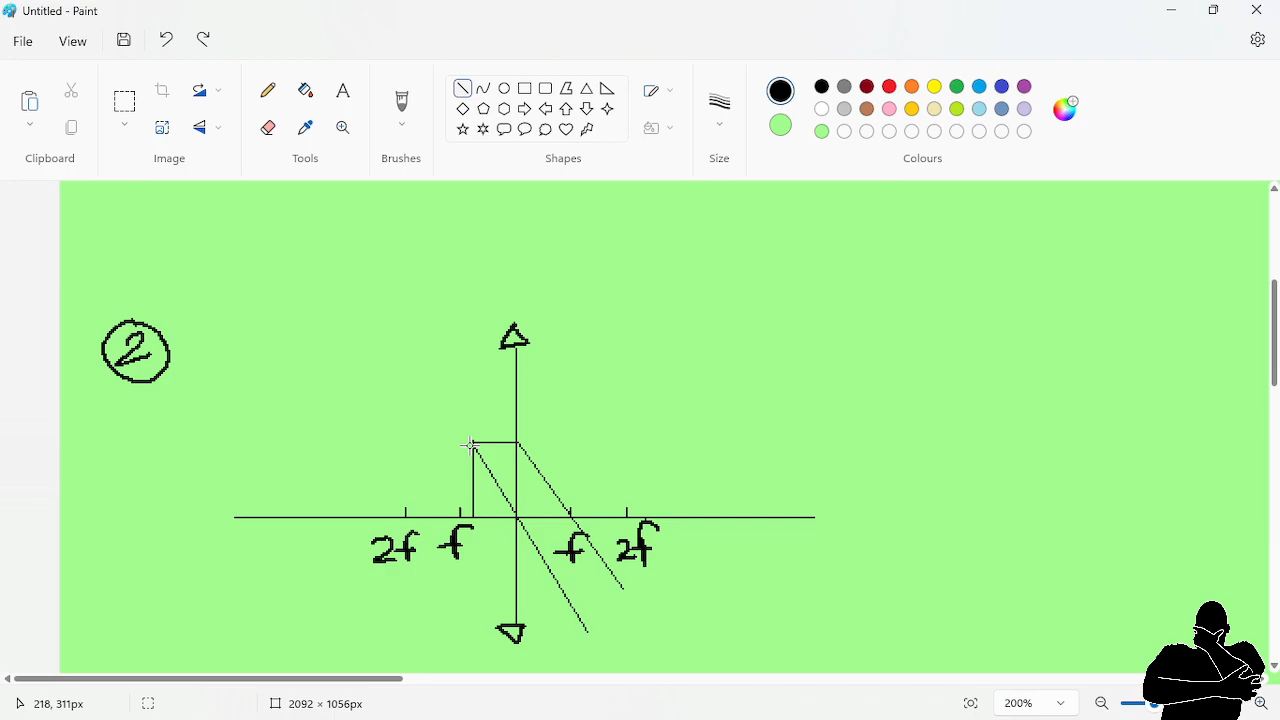 Untitled - Paint
File View
Clipboard Image Tools Brushes Shapes Size Colours
A
2
2f f f 2f
218, 311px 2092 × 1056px 200%